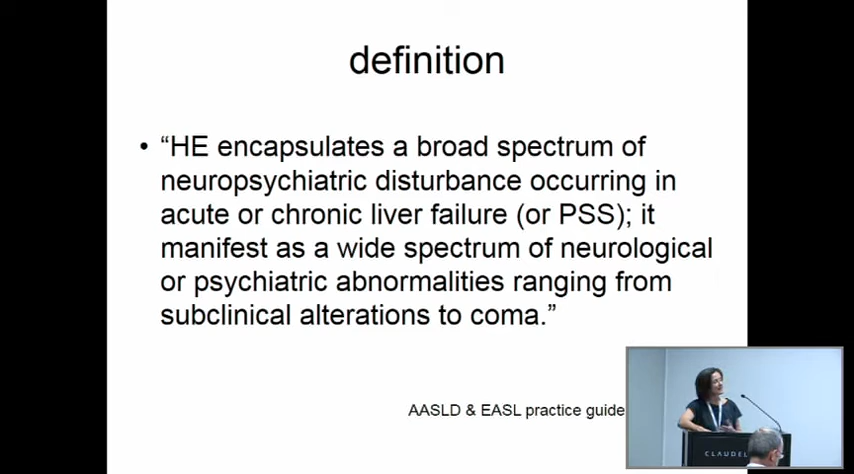 definition
• “HE encapsulates a broad spectrum of
neuropsychiatric disturbance occurring in
acute or chronic liver failure (or PSS); it
manifest as a wide spectrum of neurological
or psychiatric abnormalities ranging from
subclinical alterations to coma.”
AASLD & EASL practice guide
CLAUDEL